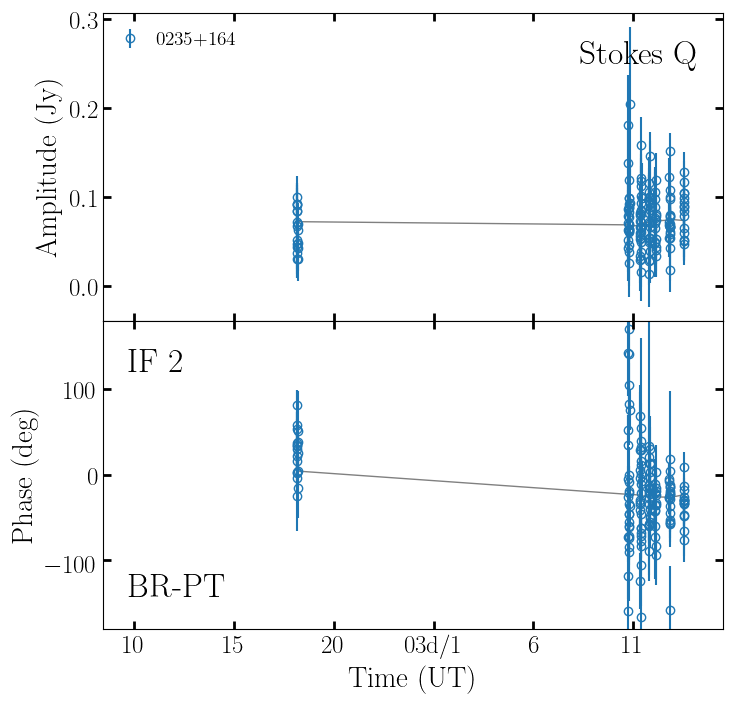 0235+164
Stokes Q
Amplitude (Jy)
0.3
0.2
0.1
0.0
IF 2
Phase (deg)
100
0
−100
BR-PT
10 15 20 03d/1 6 11
Time (UT)